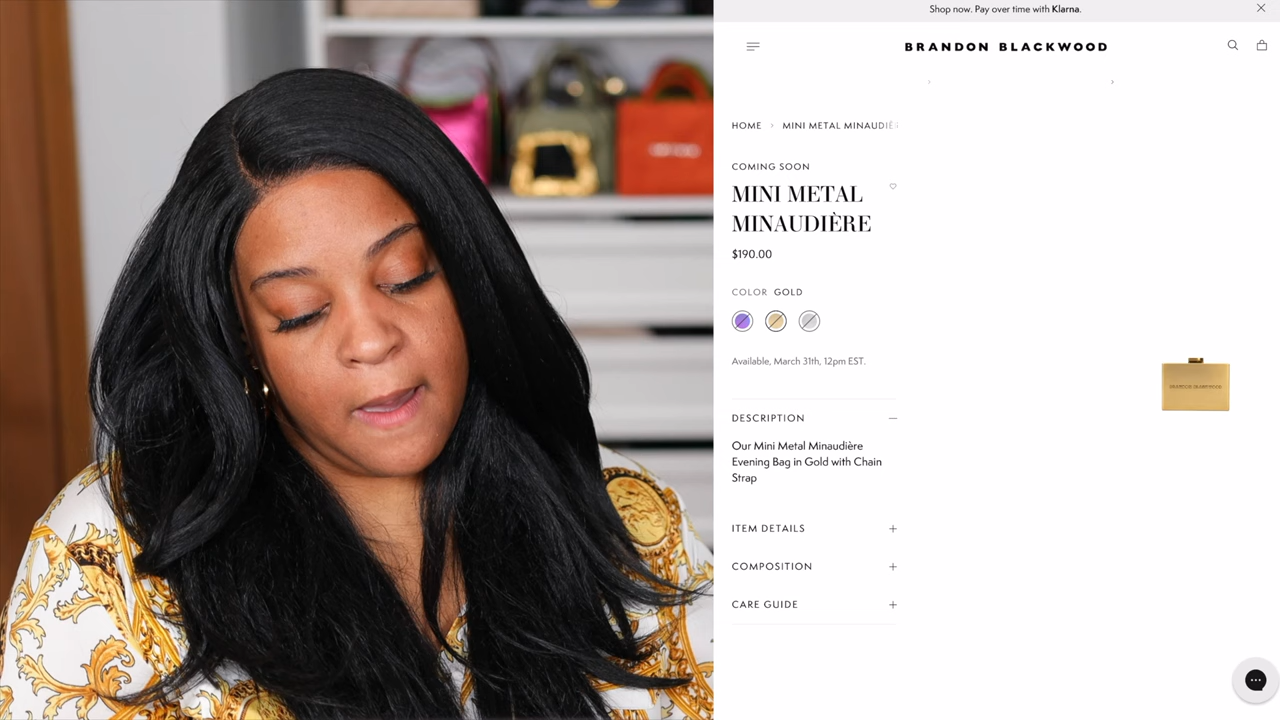 Shop now. Pay over time with Klarna.
BRANDON BLACKWOOD
HOME > MINI METAL MINAUDIÈ
COMING SOON
MINI METAL
MINAUDIÈRE
$190.00
COLOR GOLD
Available, March 31th, 12pm EST.
DESCRIPTION
Our Mini Metal Minaudière
Evening Bag in Gold with Chain
Strap
BRANDON BLACKWOOD
ITEM DETAILS
COMPOSITION
CARE GUIDE